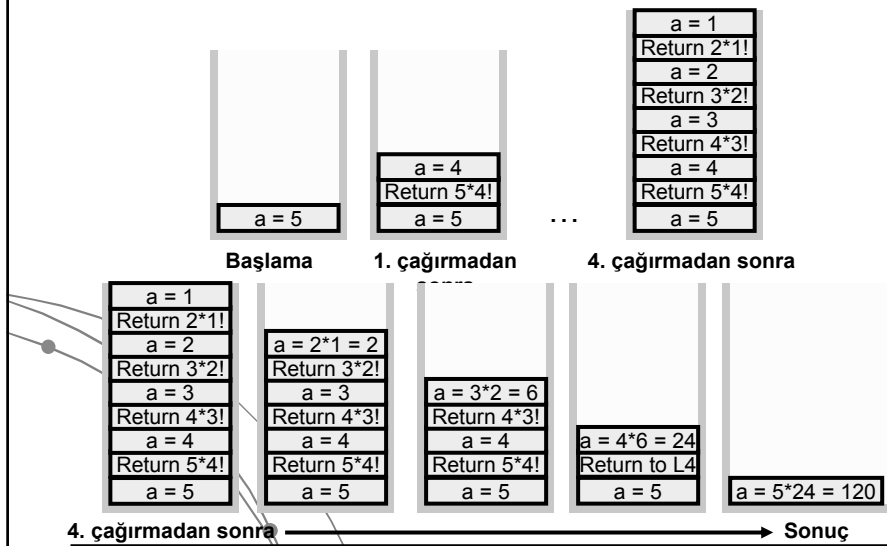 a = 5
Başlama
a = 4
Return 5*4!
a = 5
1. çağırmadan
sonra
...
a = 1
Return 2*1!
a = 2
Return 3*2!
a = 3
Return 4*3!
a = 4
Return 5*4!
a = 5
4. çağırmadan sonra
a = 1
Return 2*1!
a = 2
Return 3*2!
a = 3
Return 4*3!
a = 4
Return 5*4!
a = 5
a = 2*1 = 2
Return 3*2!
a = 3
Return 4*3!
a = 4
Return 5*4!
a = 5
a = 3*2 = 6
Return 4*3!
a = 4
Return 5*4!
a = 5
a = 4*6 = 24
Return to L4
a = 5
a = 5*24 = 120
4. çağırmadan sonra
Sonuç